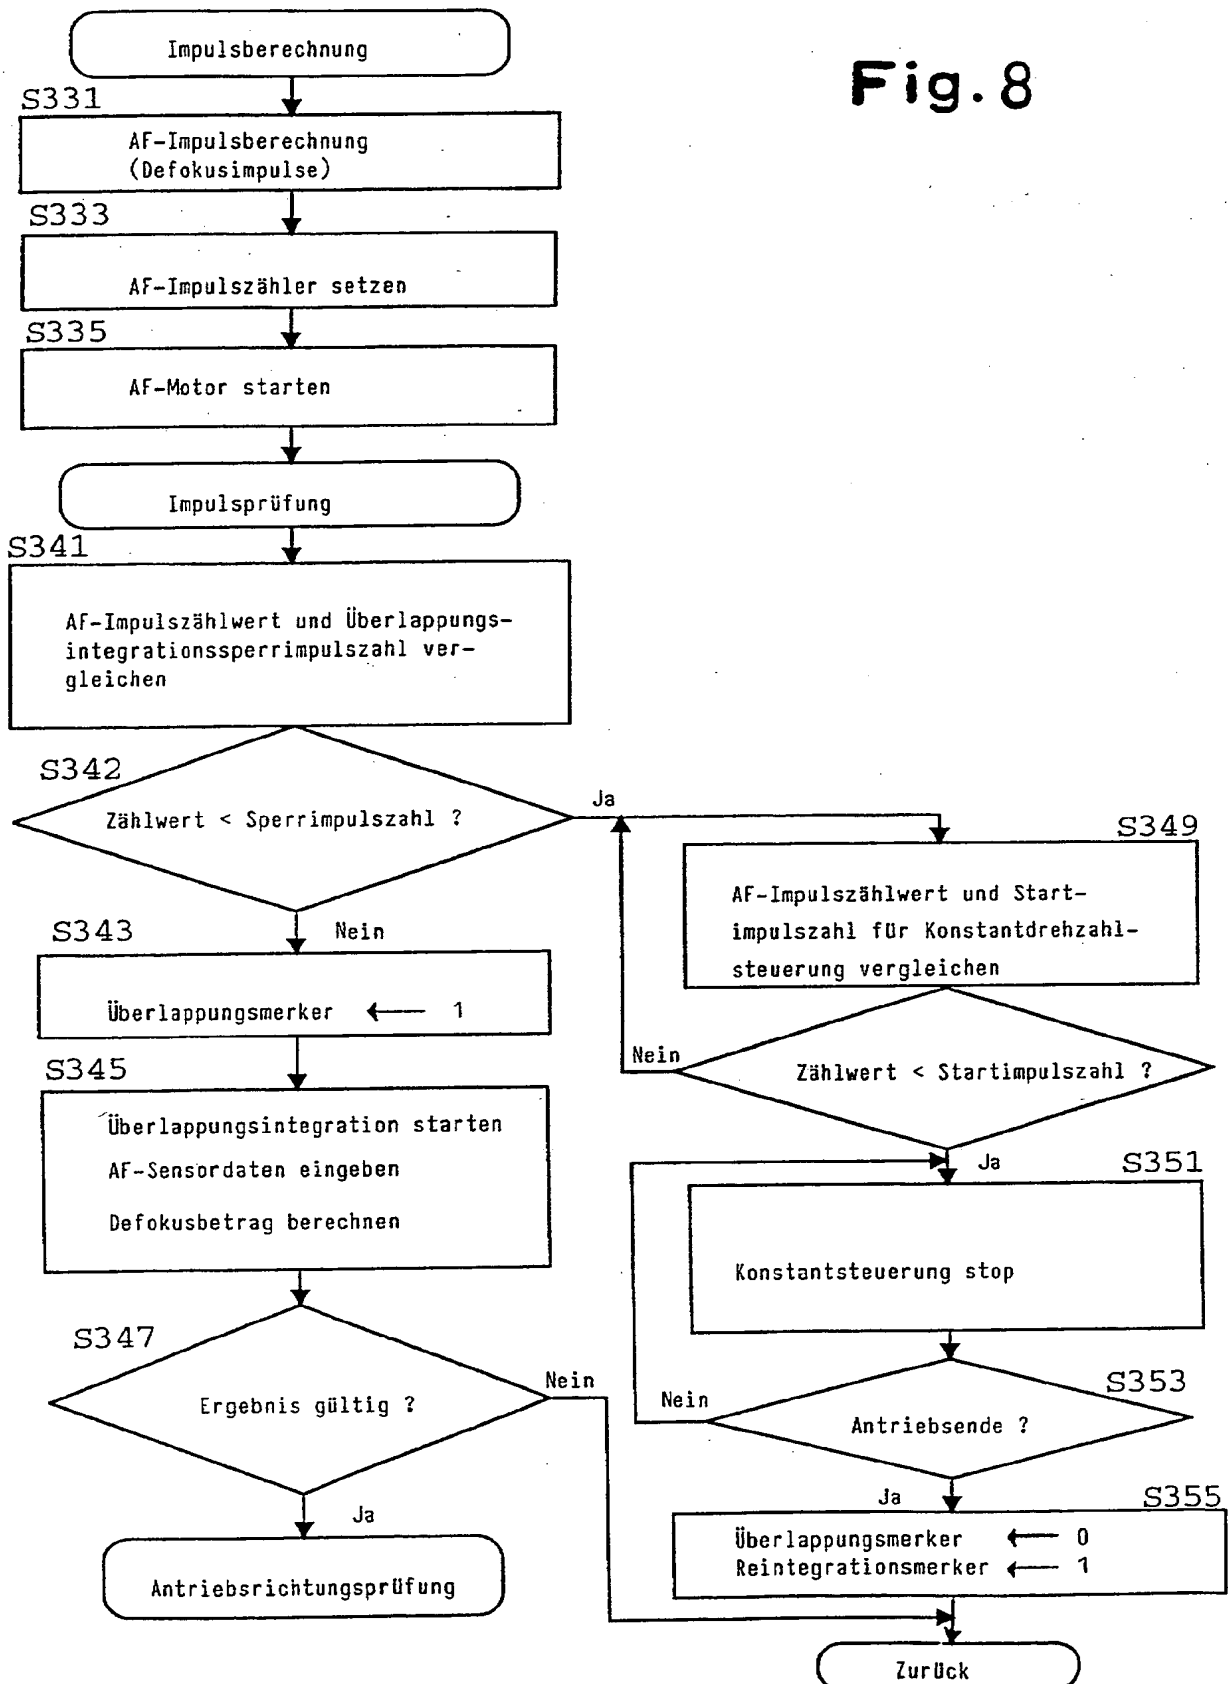 Fig. 8
Impulsberechnung
S331
AF-Impulsberechnung
(Defokusimpulse)
S333
AF-Impulszähler setzen
S335
AF-Motor starten
Impulsprüfung
S341
AF-Impulszählwert und Überlappungs-
integrationssperrimpulszahl ver-
gleichen
S342
Zählwert < Sperrimpulszahl ?
Ja
Nein
S343
Überlappungsmerker ← 1
S345
Überlappungsintegration starten
AF-Sensordaten eingeben
Defokusbetrag berechnen
S347
Ergebnis gültig ?
Nein
Ja
Antriebsrichtungsprüfung
S349
AF-Impulszählwert und Start-
impulszahl für Konstantdrehzahl-
steuerung vergleichen
Nein
Zählwert < Startimpulszahl ?
Ja
S351
Konstantsteuerung stop
S353
Nein
Antriebsende ?
Ja
S355
Überlappungsmerker ← 0
Reintegrationsmerker ← 1
Zurück